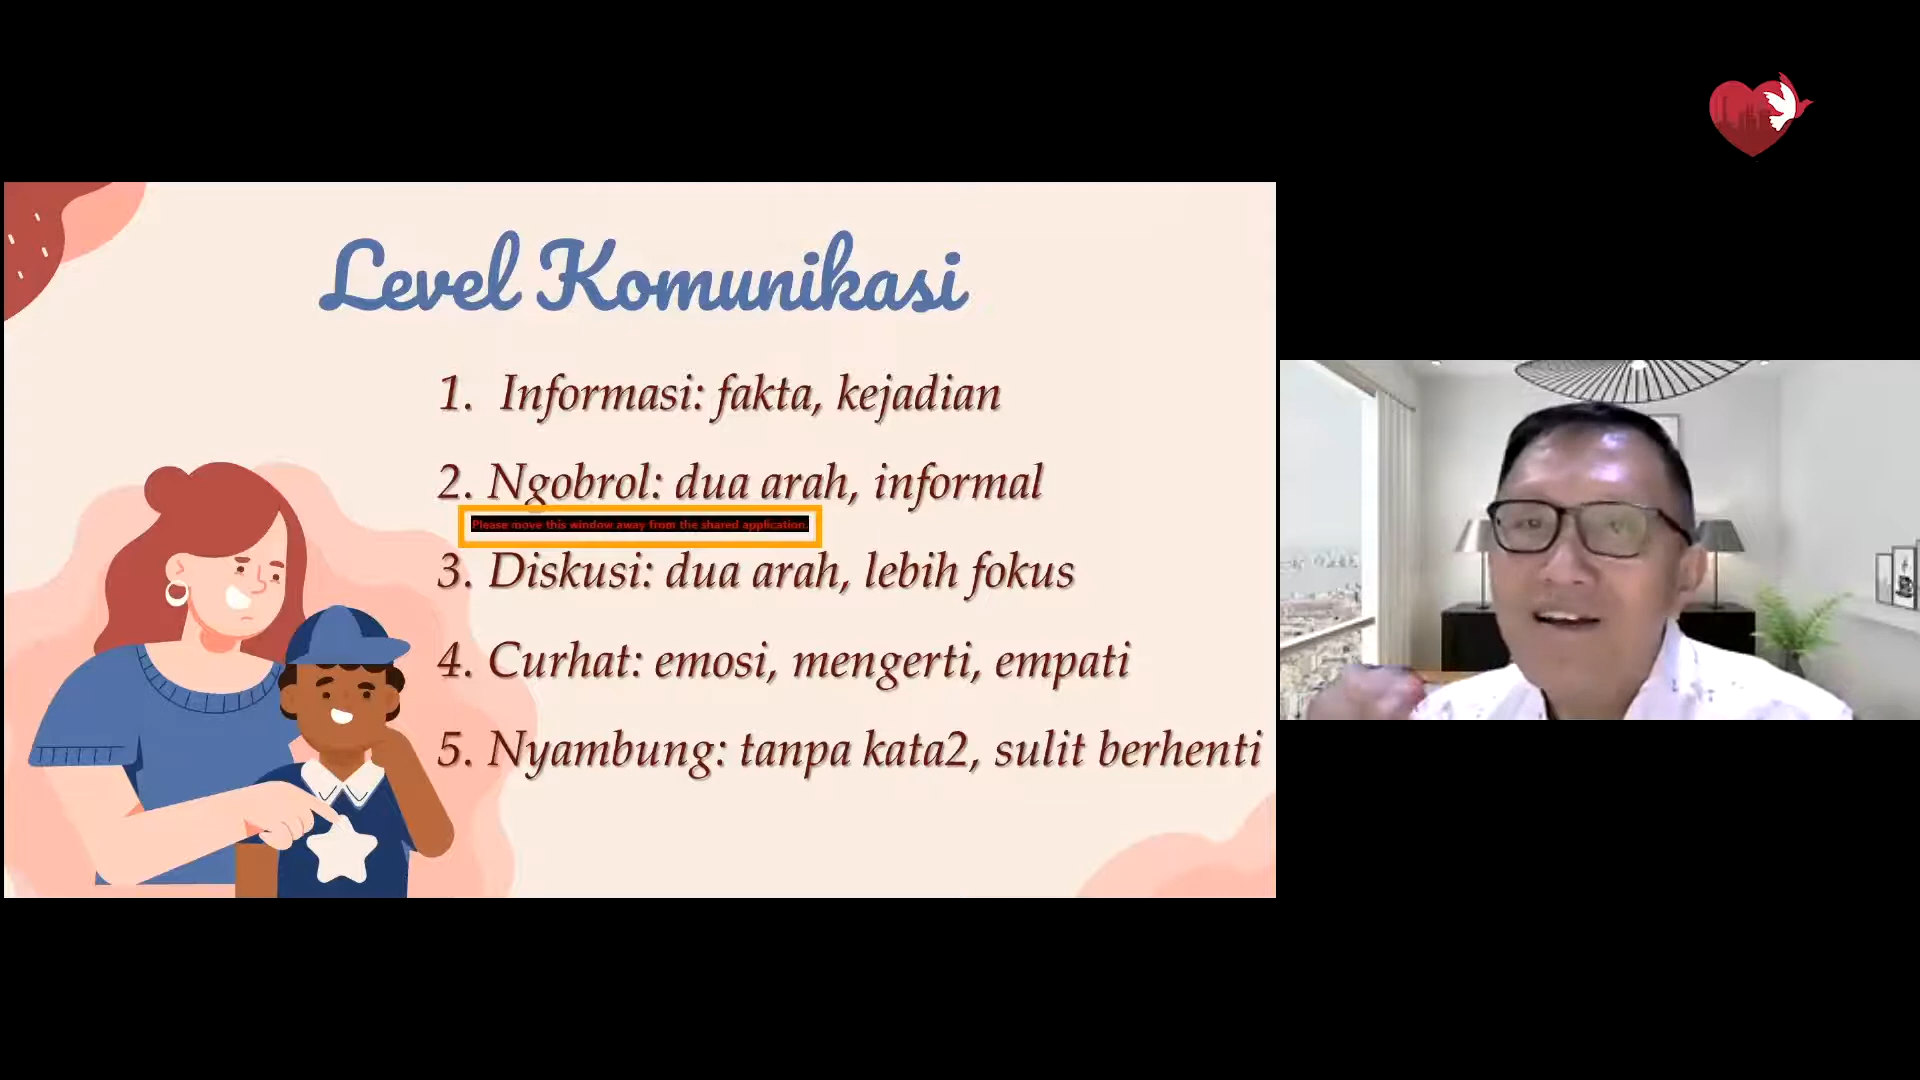 Level Komunikasi
1. Informasi: fakta, kejadian
2. Ngobrol: dua arah, informal
Please move this window away from the shared application.
3. Diskusi: dua arah, lebih fokus
4. Curhat: emosi, mengerti, empati
5. Nyambung: tanpa kata2, sulit berhenti